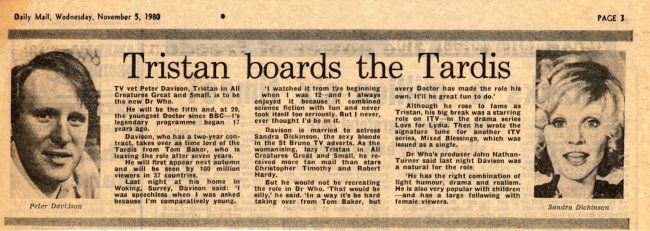 Daily Mail, Wednesday, November 5, 1980
PAGE 3
Tristan boards the Tardis
TV vet Peter Davison, Tristan in All
Creatures Great and Small, is to be
the new Dr Who.
He will be the fifth and, at 29,
the youngest Doctor since BBC—1's
legendary programme began 17
years ago.
Davison, who has a two-year con-
tract, takes over as time lord of the
Tardis from Tom Baker, who is
leaving the role after seven years.
He will first appear next autumn
and will be seen by 100 million
viewers in 37 countries.
Last night at his home in
Woking, Surrey, Davison said: 'I
was speechless when I was asked
because I'm comparatively young.
'I watched it from the beginning
when I was 12—and I always
enjoyed it because it combined
science fiction with fun and never
took itself too seriously. But I never,
ever thought I'd be in it.
Davison is married to actress
Sandra Dickinson, the sexy blonde
in the St Bruno TV adverts. As the
womanising, lazy Tristan in All
Creatures Great and Small, he re-
ceived more fan mail than stars
Christopher Timothy and Robert
Hardy.
But he would not be recreating
the role in Dr Who. 'That would be
silly,' he said. 'In a way it's be hard
taking over from Tom Baker, but
every Doctor has made the role his
own. It'll be great fun to do.'
Although he rose to fame as
Tristan, his big break was a starring
role on ITV—in the drama series
Love for Lydia. Then he wrote the
signature tune for another ITV
series, Mixed Blessings, which was
issued as a single.
Dr Who's producer John Nathan-
Turner said last night Davison was
a natural for the role.
'He has the right combination of
light humour, drama and realism.
He is also very popular with children
—and has a large following with
female viewers.
Peter Davidson
Sandra Dickinson